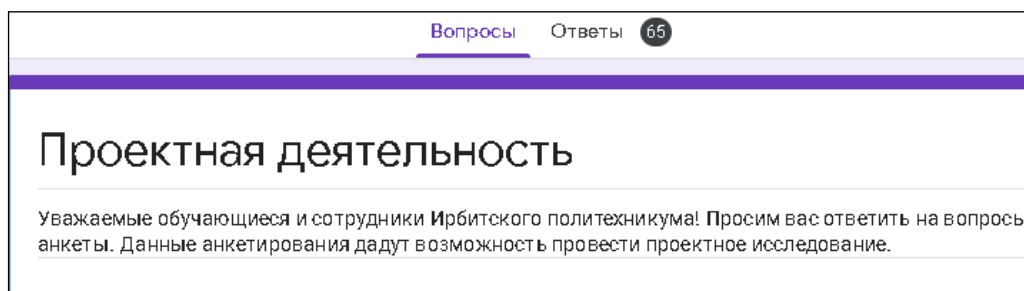 Вопросы Ответы 65
Проектная деятельность
Уважаемые обучающиеся и сотрудники Ирбитского политехникума! Просим вас ответить на вопросы
анкеты. Данные анкетирования дадут возможность провести проектное исследование.